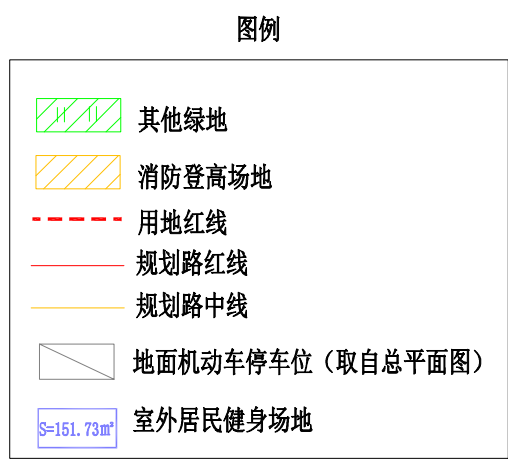 图例
其他绿地
消防登高场地
用地红线
规划路红线
规划路中线
地面机动车停车位（取自总平面图）
S=151.73㎡ 室外居民健身场地